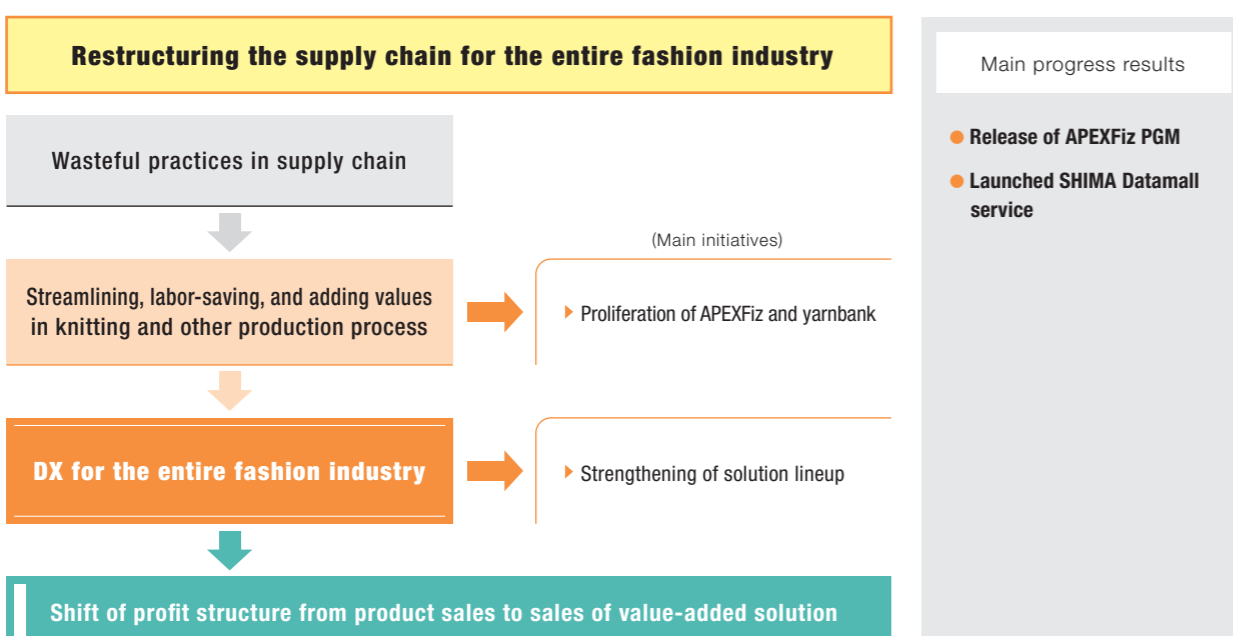 Restructuring the supply chain for the entire fashion industry
Wasteful practices in supply chain
(Main initiatives)
Streamlining, labor-saving, and adding values
in knitting and other production process
Proliferation of APEXFiz and yarnbank
DX for the entire fashion industry
Strengthening of solution lineup
Shift of profit structure from product sales to sales of value-added solution
Main progress results
Release of APEXFiz PGM
Launched SHIMA Datamall
service